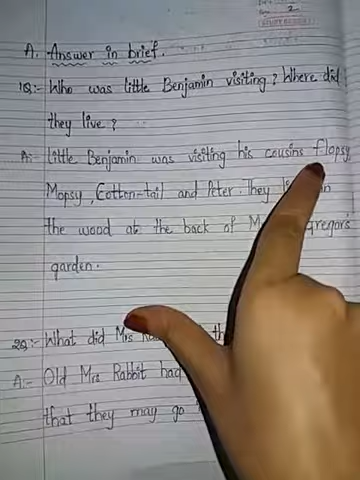 A. Answer in brief.
1Q:- Who was little Benjamin visiting? Where did
they live?
A:- Little Benjamin was visiting his cousins flopsy,
Mopsy, Cotton-tail and Peter. They in
the wood at the back of gregor's
garden.
2Q:- What did Mrs
A:- Old Mrs Rabbit had
that they may go